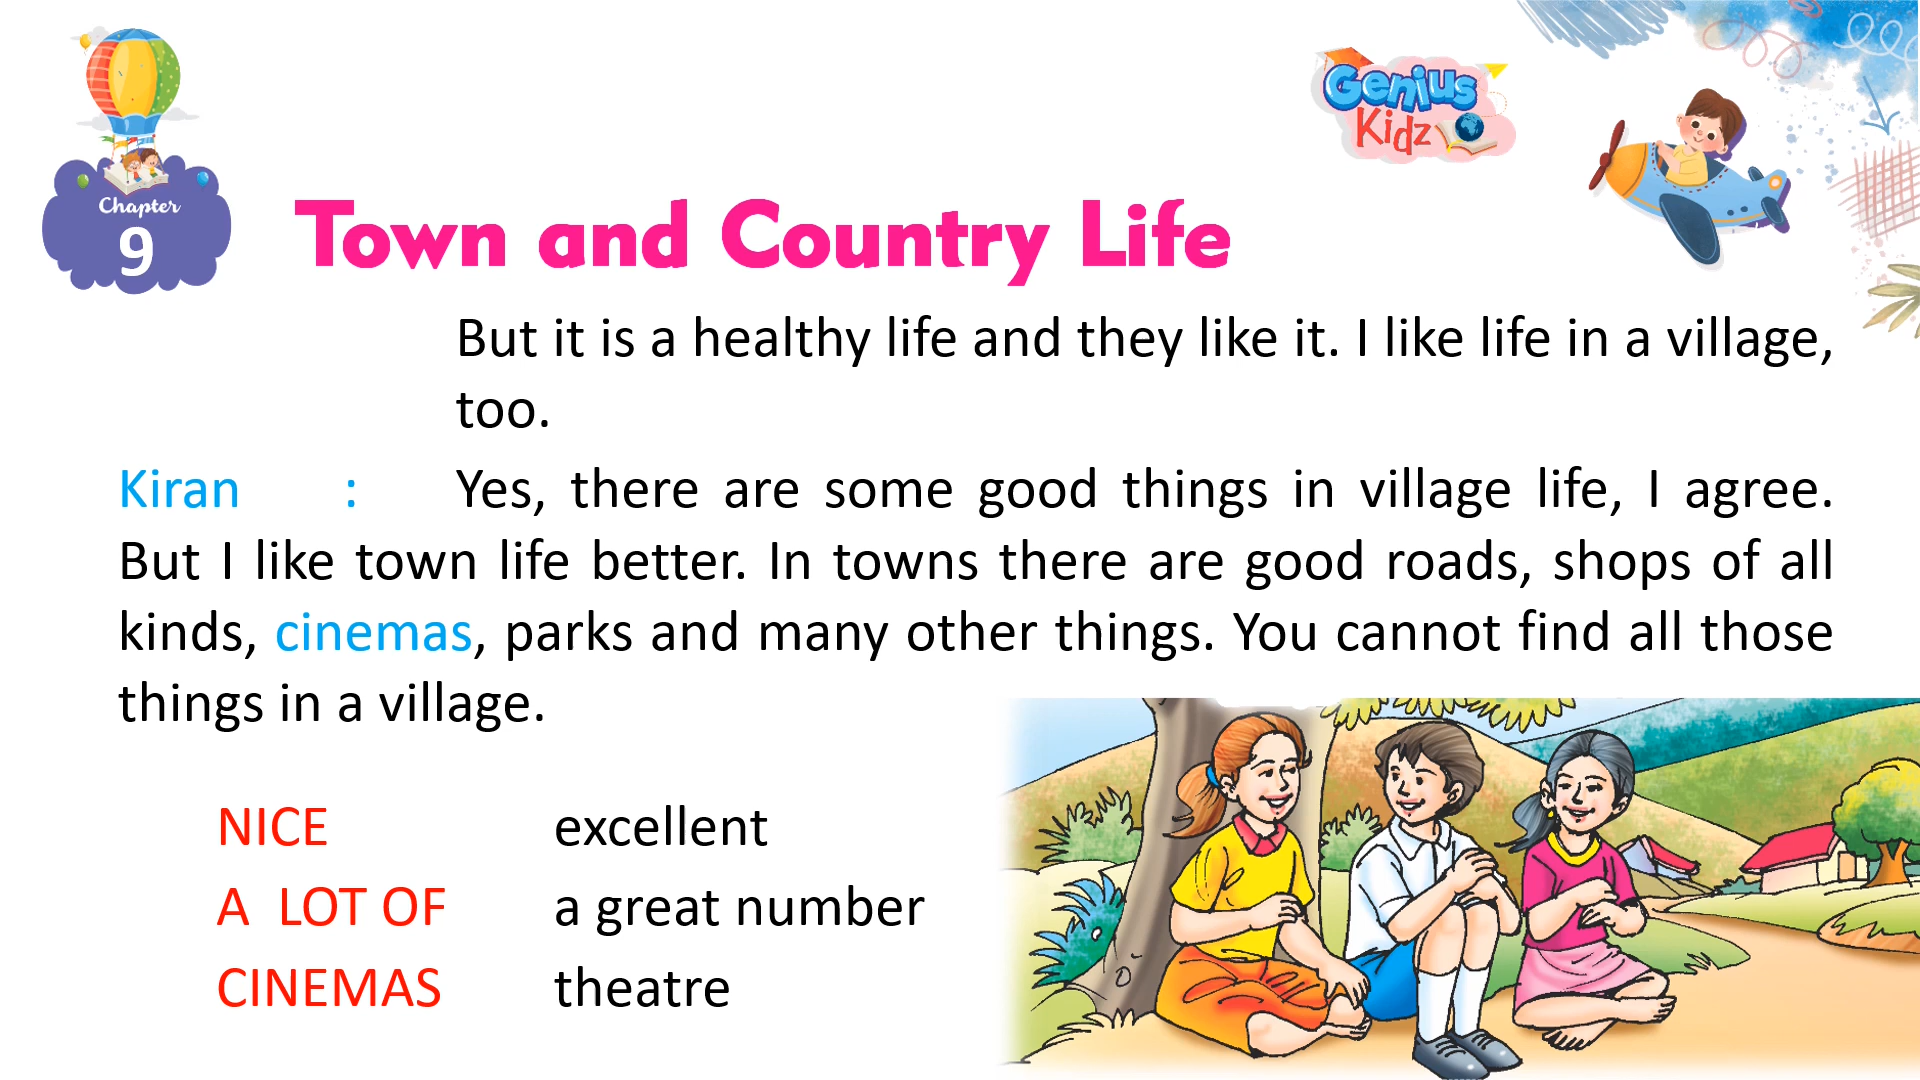 Genius
Kidz
Chapter
9
Town and Country Life
But it is a healthy life and they like it. I like life in a village,
too.
Kiran : Yes, there are some good things in village life, I agree.
But I like town life better. In towns there are good roads, shops of all
kinds, cinemas, parks and many other things. You cannot find all those
things in a village.
NICE excellent
A LOT OF a great number
CINEMAS theatre